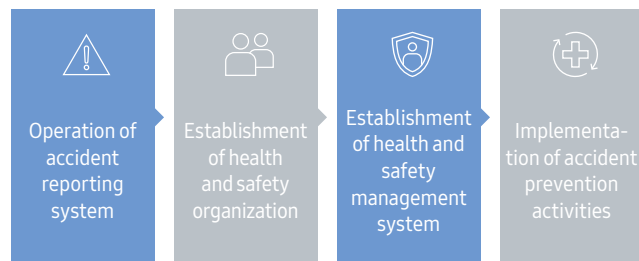 Operation of
accident
reporting
system
Establishment
of health
and safety
organization
Establishment
of health and
safety
management
system
Implementa-
tion of accident
prevention
activities